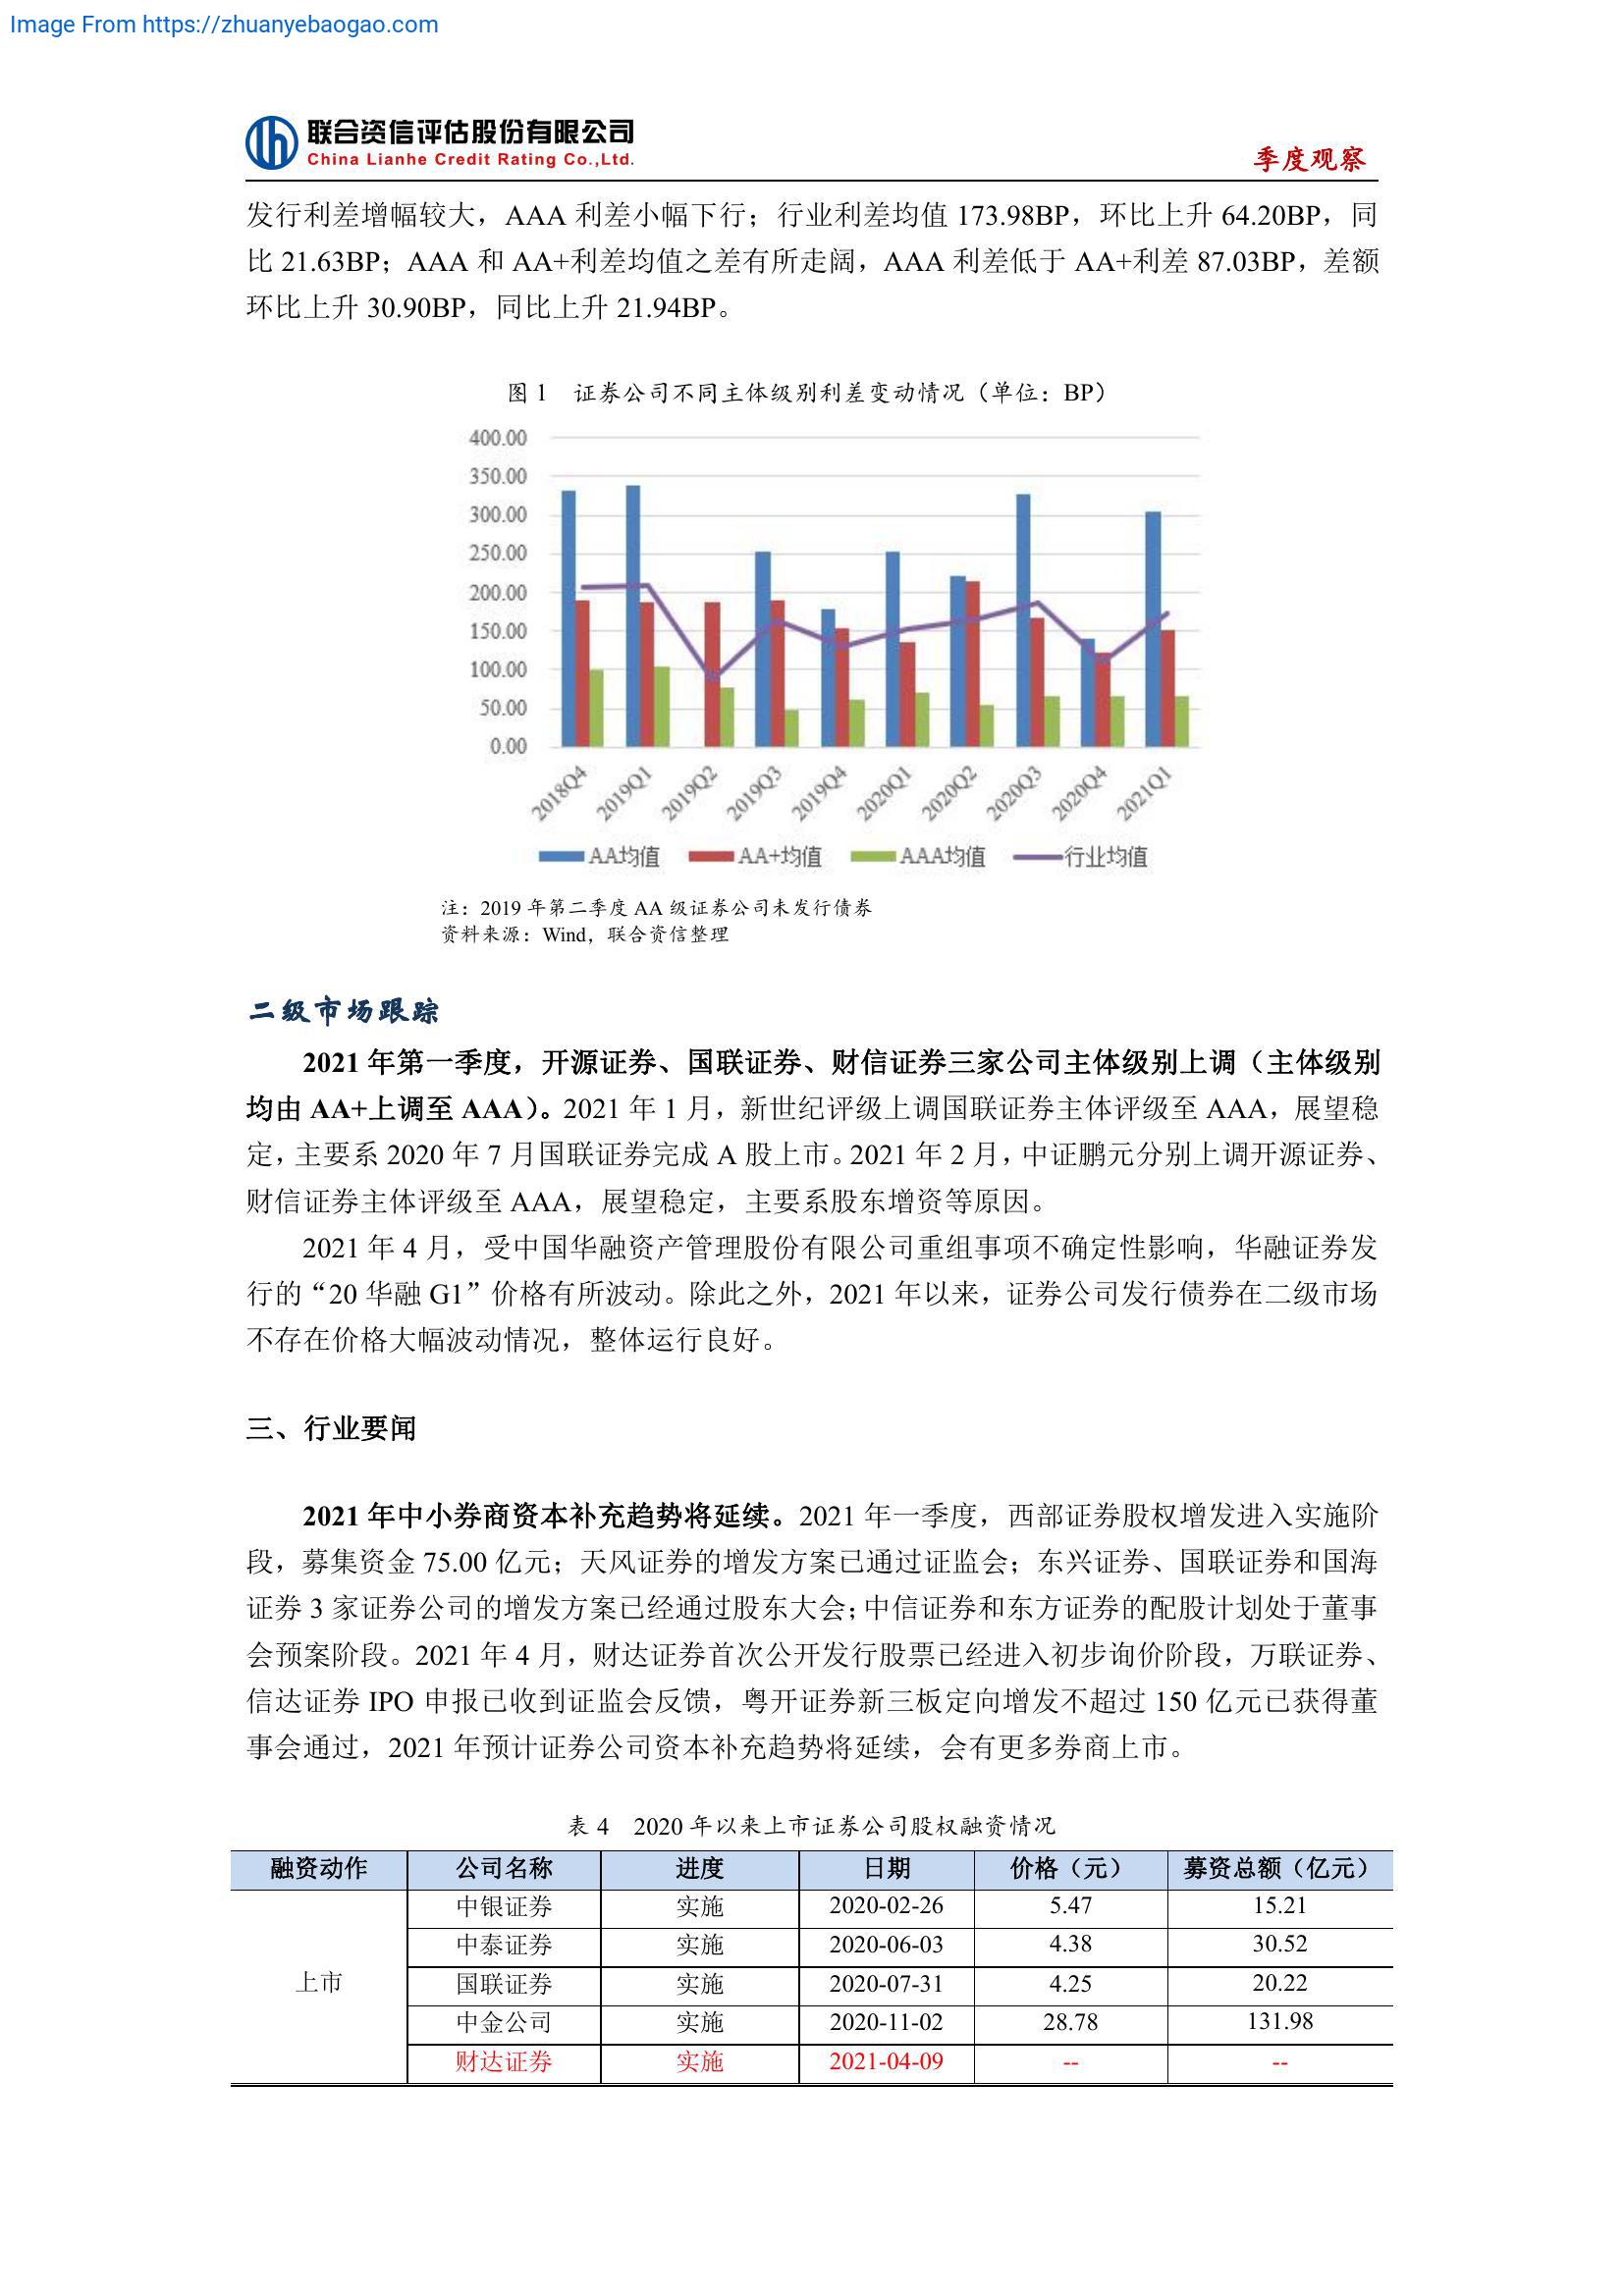 Image From https://zhuanyebaogao.com
联合资信评估股份有限公司
China Lianhe Credit Rating Co.,Ltd.
季度观察
发行利差增幅较大，AAA 利差小幅下行；行业利差均值 173.98BP，环比上升 64.20BP，同
比 21.63BP；AAA 和 AA+利差均值之差有所走阔，AAA 利差低于 AA+利差 87.03BP，差额
环比上升 30.90BP，同比上升 21.94BP。
图 1 证券公司不同主体级别利差变动情况（单位：BP）
400.00
350.00
300.00
250.00
200.00
150.00
100.00
50.00
0.00
2018Q4 2019Q1 2019Q2 2019Q3 2019Q4 2020Q1 2020Q2 2020Q3 2020Q4 2021Q1
AA均值 AA+均值 AAA均值 行业均值
注：2019 年第二季度 AA 级证券公司未发行债券
资料来源：Wind，联合资信整理
二级市场跟踪
2021 年第一季度，开源证券、国联证券、财信证券三家公司主体级别上调（主体级别
均由 AA+上调至 AAA）。2021 年 1 月，新世纪评级上调国联证券主体评级至 AAA，展望稳
定，主要系 2020 年 7 月国联证券完成 A 股上市。2021 年 2 月，中证鹏元分别上调开源证券、
财信证券主体评级至 AAA，展望稳定，主要系股东增资等原因。
2021 年 4 月，受中国华融资产管理股份有限公司重组事项不确定性影响，华融证券发
行的“20 华融 G1”价格有所波动。除此之外，2021 年以来，证券公司发行债券在二级市场
不存在价格大幅波动情况，整体运行良好。
三、行业要闻
2021 年中小券商资本补充趋势将延续。2021 年一季度，西部证券股权增发进入实施阶
段，募集资金 75.00 亿元；天风证券的增发方案已通过证监会；东兴证券、国联证券和国海
证券 3 家证券公司的增发方案已经通过股东大会；中信证券和东方证券的配股计划处于董事
会预案阶段。2021 年 4 月，财达证券首次公开发行股票已经进入初步询价阶段，万联证券、
信达证券 IPO 申报已收到证监会反馈，粤开证券新三板定向增发不超过 150 亿元已获得董
事会通过，2021 年预计证券公司资本补充趋势将延续，会有更多券商上市。
表 4 2020 年以来上市证券公司股权融资情况
融资动作 公司名称 进度 日期 价格（元） 募资总额（亿元）
中银证券 实施 2020-02-26 5.47 15.21
中泰证券 实施 2020-06-03 4.38 30.52
上市 国联证券 实施 2020-07-31 4.25 20.22
中金公司 实施 2020-11-02 28.78 131.98
财达证券 实施 2021-04-09 -- --